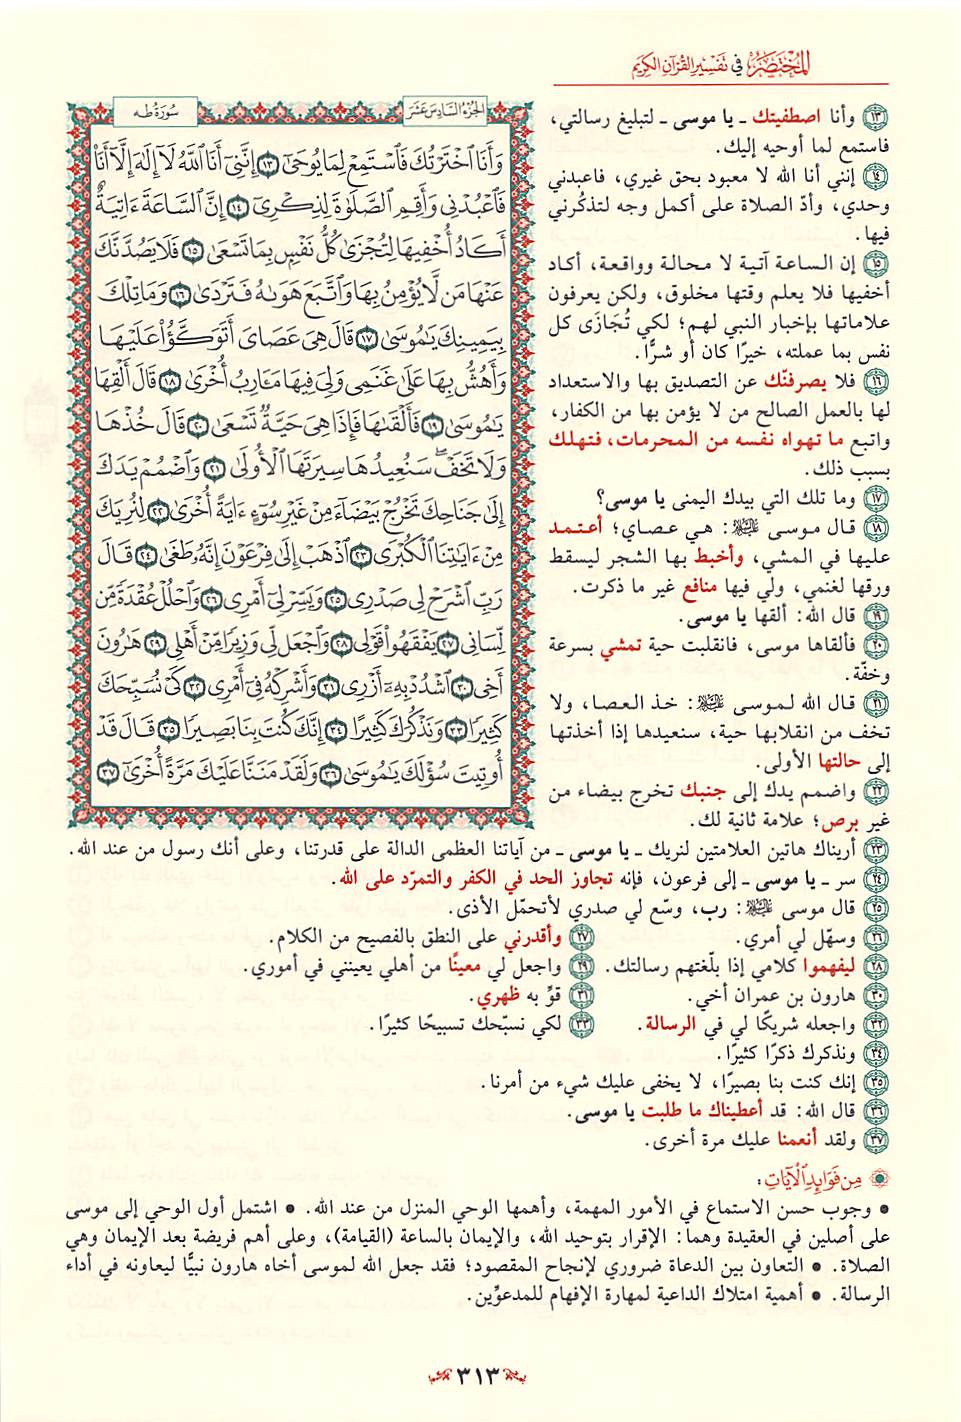 المختصر في تفسير القرآن الكريم
سورة طه
الجزء السادس عشر
وَأَنَا ٱخْتَرْتُكَ فَٱسْتَمِعْ لِمَا يُوحَىٰٓ ١٣ إِنَّنِىٓ أَنَا ٱللَّهُ لَآ إِلَٰهَ إِلَّآ أَنَا۠
فَٱعْبُدْنِى وَأَقِمِ ٱلصَّلَوٰةَ لِذِكْرِىٓ ١٤ إِنَّ ٱلسَّاعَةَ ءَاتِيَةٌ
أَكَادُ أُخْفِيهَا لِتُجْزَىٰ كُلُّ نَفْسٍۭ بِمَا تَسْعَىٰ ١٥ فَلَا يَصُدَّنَّكَ
عَنْهَا مَن لَّا يُؤْمِنُ بِهَا وَٱتَّبَعَ هَوَىٰهُ فَتَرْدَىٰ ١٦ وَمَا تِلْكَ
بِيَمِينِكَ يَٰمُوسَىٰ ١٧ قَالَ هِىَ عَصَاىَ أَتَوَكَّؤُا۟ عَلَيْهَا
وَأَهُشُّ بِهَا عَلَىٰ غَنَمِى وَلِىَ فِيهَا مَـَٔارِبُ أُخْرَىٰ ١٨ قَالَ أَلْقِهَا
يَٰمُوسَىٰ ١٩ فَأَلْقَىٰهَا فَإِذَا هِىَ حَيَّةٌ تَسْعَىٰ ٢٠ قَالَ خُذْهَا
وَلَا تَخَفْ ۖ سَنُعِيدُهَا سِيرَتَهَا ٱلْأُولَىٰ ٢١ وَٱضْمُمْ يَدَكَ
إِلَىٰ جَنَاحِكَ تَخْرُجْ بَيْضَآءَ مِنْ غَيْرِ سُوٓءٍ ءَايَةً أُخْرَىٰ ٢٢ لِنُرِيَكَ
مِنْ ءَايَٰتِنَا ٱلْكُبْرَى ٢٣ ٱذْهَبْ إِلَىٰ فِرْعَوْنَ إِنَّهُۥ طَغَىٰ ٢٤ قَالَ
رَبِّ ٱشْرَحْ لِى صَدْرِى ٢٥ وَيَسِّرْ لِىٓ أَمْرِى ٢٦ وَٱحْلُلْ عُقْدَةً مِّن
لِّسَانِى ٢٧ يَفْقَهُوا۟ قَوْلِى ٢٨ وَٱجْعَل لِّى وَزِيرًا مِّنْ أَهْلِى ٢٩ هَٰرُونَ
أَخِى ٣٠ ٱشْدُدْ بِهِۦٓ أَزْرِى ٣١ وَأَشْرِكْهُ فِىٓ أَمْرِى ٣٢ كَىْ نُسَبِّحَكَ
كَثِيرًا ٣٣ وَنَذْكُرَكَ كَثِيرًا ٣٤ إِنَّكَ كُنتَ بِنَا بَصِيرًا ٣٥ قَالَ قَدْ
أُوتِيتَ سُؤْلَكَ يَٰمُوسَىٰ ٣٦ وَلَقَدْ مَنَنَّا عَلَيْكَ مَرَّةً أُخْرَىٰٓ ٣٧
١٣ وأنا اصطفيتك ـ يا موسى ـ لتبليغ رسالتي،
فاستمع لما أوحيه إليك.
١٤ إنني أنا الله لا معبود بحق غيري، فاعبدني
وحدي، وأدّ الصلاة على أكمل وجه لتذكُرني
فيها.
١٥ إن الساعة آتية لا محالة وواقعة، أكاد
أخفيها فلا يعلم وقتها مخلوق، ولكن يعرفون
علاماتها بإخبار النبي لهم؛ لكي تُجَازَى كل
نفس بما عملته، خيرًا كان أو شرًّا.
١٦ فلا يصرفنّك عن التصديق بها والاستعداد
لها بالعمل الصالح من لا يؤمن بها من الكفار،
واتبع ما تهواه نفسه من المحرمات، فتهلك
بسبب ذلك.
١٧ وما تلك التي بيدك اليمنى يا موسى؟
١٨ قال موسى ﷺ: هي عصاي؛ أعتمد
عليها في المشي، وأخبط بها الشجر ليسقط
ورقها لغنمي، ولي فيها منافع غير ما ذكرت.
١٩ قال الله: ألقها يا موسى.
٢٠ فألقاها موسى، فانقلبت حية تمشي بسرعة
وخفّة.
٢١ قال الله لموسى ﷺ: خذ العصا، ولا
تخف من انقلابها حية، سنعيدها إذا أخذتها
إلى حالتها الأولى.
٢٢ واضمم يدك إلى جنبك تخرج بيضاء من
غير برص؛ علامة ثانية لك.
٢٣ أريناك هاتين العلامتين لنريك ـ يا موسى ـ من آياتنا العظمى الدالة على قدرتنا، وعلى أنك رسول من عند الله.
٢٤ سر ـ يا موسى ـ إلى فرعون، فإنه تجاوز الحد في الكفر والتمرّد على الله.
٢٥ قال موسى ﷺ: رب، وسّع لي صدري لأتحمّل الأذى.
٢٦ وسهّل لي أمري. ٢٧ وأقدرني على النطق بالفصيح من الكلام.
٢٨ ليفهموا كلامي إذا بلّغتهم رسالتك. ٢٩ واجعل لي معينًا من أهلي يعينني في أموري.
٣٠ هارون بن عمران أخي. ٣١ قوِّ به ظهري.
٣٢ واجعله شريكًا لي في الرسالة. ٣٣ لكي نسبّحك تسبيحًا كثيرًا.
٣٤ ونذكرك ذكرًا كثيرًا.
٣٥ إنك كنت بنا بصيرًا، لا يخفى عليك شيء من أمرنا.
٣٦ قال الله: قد أعطيناك ما طلبت يا موسى.
٣٧ ولقد أنعمنا عليك مرة أخرى.
من فوائد الآيات:
• وجوب حسن الاستماع في الأمور المهمة، وأهمها الوحي المنزل من عند الله. • اشتمل أول الوحي إلى موسى
على أصلين في العقيدة وهما: الإقرار بتوحيد الله، والإيمان بالساعة (القيامة)، وعلى أهم فريضة بعد الإيمان وهي
الصلاة. • التعاون بين الدعاة ضروري لإنجاح المقصود؛ فقد جعل الله لموسى أخاه هارون نبيًّا ليعاونه في أداء
الرسالة. • أهمية امتلاك الداعية لمهارة الإفهام للمدعوِّين.
٣١٣